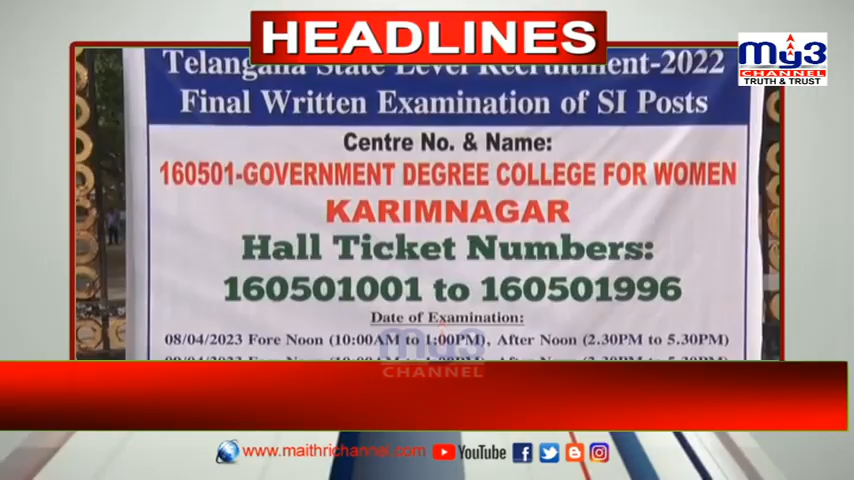 HEADLINES
my3
CHANNEL
TRUTH & TRUST
Telangana State Level Recruitment-2022
Final Written Examination of SI Posts
Centre No. & Name:
160501-GOVERNMENT DEGREE COLLEGE FOR WOMEN
KARIMNAGAR
Hall Ticket Numbers:
160501001 to 160501996
Date of Examination:
08/04/2023 Fore Noon (10:00AM to 1:00PM), After Noon (2.30PM to 5.30PM)
my3
CHANNEL
www.maithrichannel.com YouTube